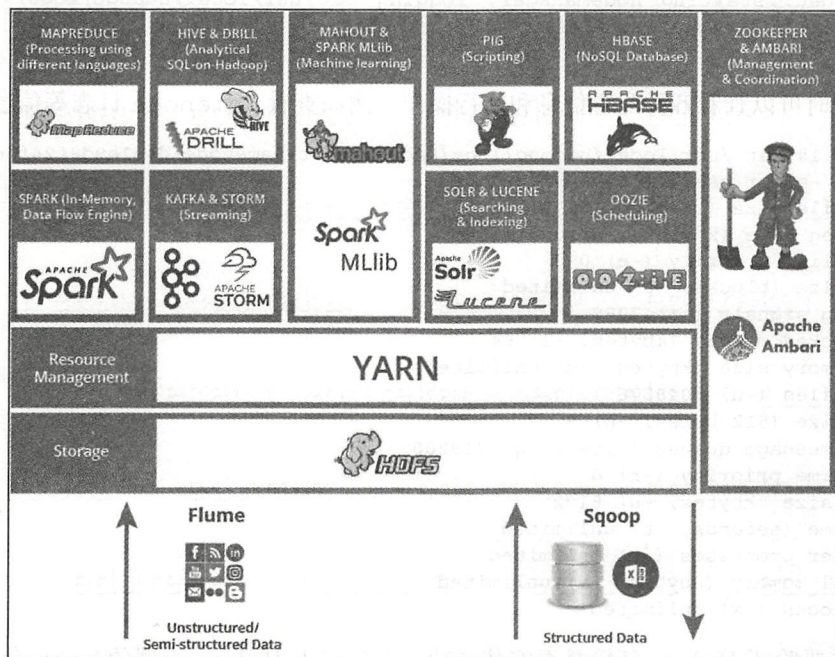 MAPREDUCE
(Processing using
different languages)
MapReduce
HIVE & DRILL
(Analytical
SQL-on-Hadoop)
HIVE
APACHE
DRILL
MAHOUT &
SPARK MLlib
(Machine learning)
mahout
Spark
MLlib
PIG
(Scripting)
HBASE
(NoSQL Database)
APACHE
HBASE
ZOOKEEPER
& AMBARI
(Management
& Coordination)
Apache
Ambari
SPARK (In-Memory,
Data Flow Engine)
APACHE
Spark
KAFKA & STORM
(Streaming)
APACHE
STORM
SOLR & LUCENE
(Searching
& Indexing)
Apache
Solr
Lucene
OOZIE
(Scheduling)
OOZIE
Resource
Management
YARN
Storage
HDFS
Flume
Unstructured/
Semi-structured Data
Sqoop
Structured Data